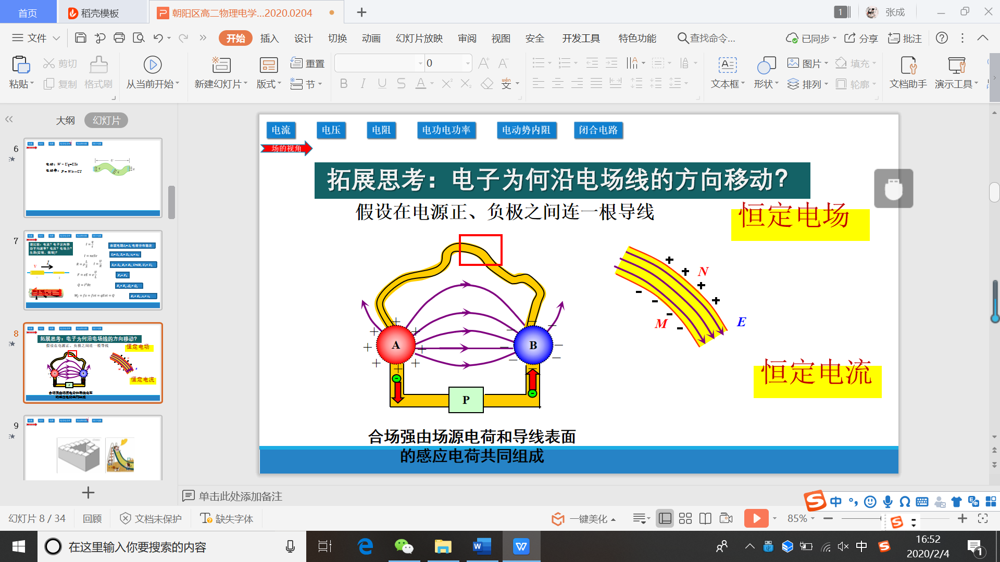 首页
稻壳模板
朝阳区高二物理电学...2020.0204
1
张成
文件
开始
插入
设计
切换
动画
幻灯片放映
审阅
视图
安全
开发工具
特色功能
查找命令...
已同步
分享
批注
粘贴
剪切
复制
格式刷
从当前开始
新建幻灯片
版式
重置
节
0
文本框
形状
图片
排列
填充
轮廓
文档助手
演示工具
大纲
幻灯片
6
7
8
9
电流
电压
电阻
电功电功率
电动势内阻
闭合电路
场的视角
拓展思考：电子为何沿电场线的方向移动？
假设在电源正、负极之间连一根导线
恒定电场
N
M
E
A
B
P
恒定电流
合场强由场源电荷和导线表面
的感应电荷共同组成
单击此处添加备注
幻灯片 8 / 34
回顾
文档未保护
缺失字体
一键美化
85%
中
在这里输入你要搜索的内容
中
16:52
2020/2/4
1